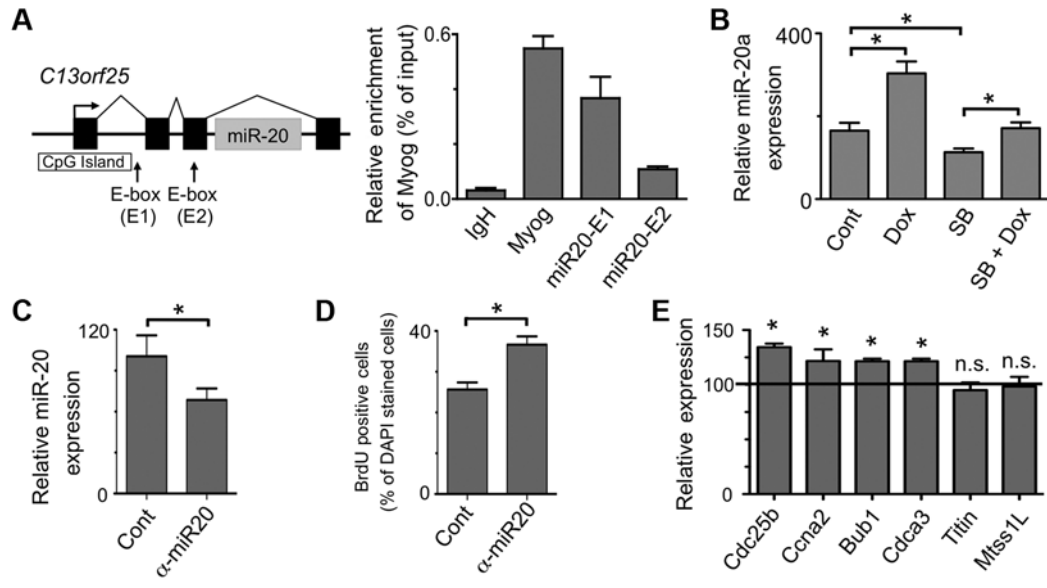 A
C13orf25
miR-20
CpG Island
E-box
(E1)
E-box
(E2)
Relative enrichment
of Myog (% of input)
0.6
0.0
IgH
Myog
miR20-E1
miR20-E2
B
Relative miR-20a
expression
400
0
*
*
*
Cont
Dox
SB
SB + Dox
C
Relative miR-20
expression
120
0
*
Cont
α-miR20
D
BrdU positive cells
(% of DAPI stained cells)
40
0
*
Cont
α-miR20
E
Relative expression
150
100
0
*
*
*
*
n.s.
n.s.
Cdc25b
Ccna2
Bub1
Cdca3
Titin
Mtss1L